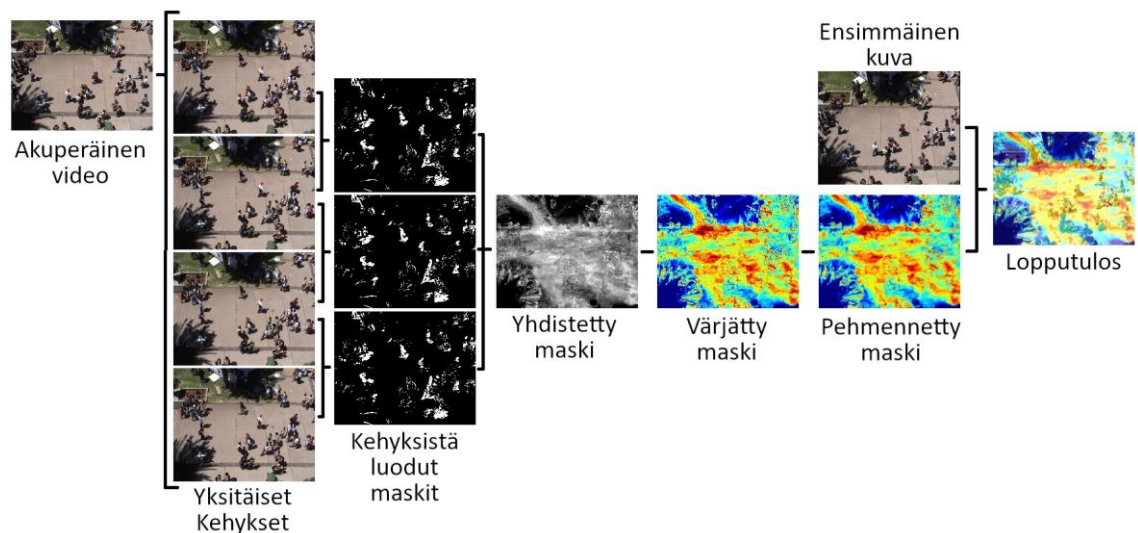 Akuperäinen
video
Yksitäiset
Kehykset
Kehyksistä
luodut
maskit
Yhdistetty
maski
Värjätty
maski
Ensimmäinen
kuva
Pehmennetty
maski
Lopputulos